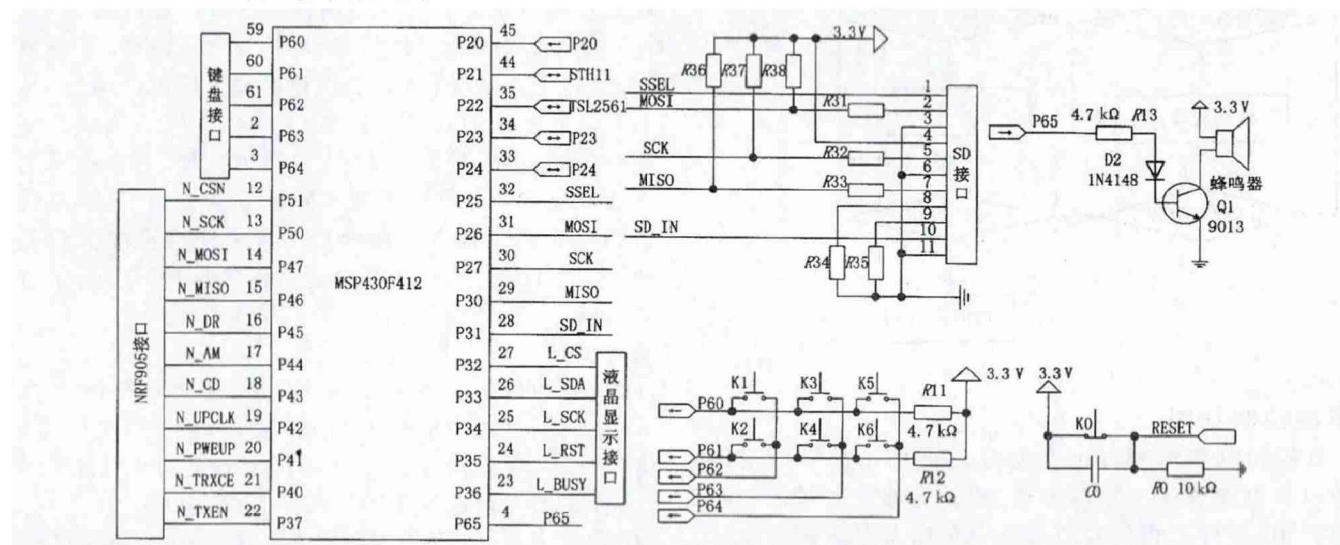 59
P60
60
P61
61
P62
2
P63
3
P64
键盘接口
N_CSN 12
P51
N_SCK 13
P50
N_MOSI 14
P47
N_MISO 15
P46
N_DR 16
P45
N_AM 17
P44
N_CD 18
P43
N_UPCLK 19
P42
N_PWEUP 20
P41
N_TRXCE 21
P40
N_TXEN 22
P37
NRF905接口
MSP430F412
45
P20 P20
44
P21 STH11
35
P22 TSL2561
34
P23 P23
33
P24 P24
32
P25 SSEL
31
P26 MOSI
30
P27 SCK
29
P30 MISO
28
P31 SD_IN
27
P32 L_CS
26
P33 L_SDA
25
P34 L_SCK
24
P35 L_RST
23
P36 L_BUSY
4
P65 P65
液晶显示接口
3.3V
R36 R37 R38
SSEL
MOSI
R31
SCK
R32
MISO
R33
SD_IN
R34 R35
1
2
3
4
5
6
7
8
9
10
11
SD接口
P65
4.7 kΩ R13
D2
1N4148
3.3 V
蜂鸣器
Q1
9013
K1 K3 K5
P60
R11
4.7 kΩ
3.3 V
K2 K4 K6
P61
P62
P63
P64
R12
4.7 kΩ
3.3 V
K0
RESET
C0
R0 10 kΩ